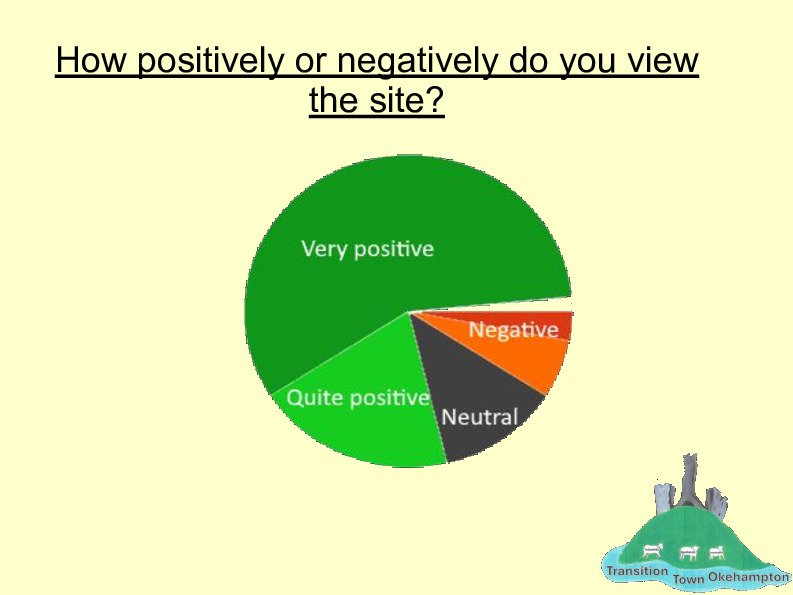 How positively or negatively do you view
the site?
Very positive
Negative
Quite positive
Neutral
Transition Town Okehampton